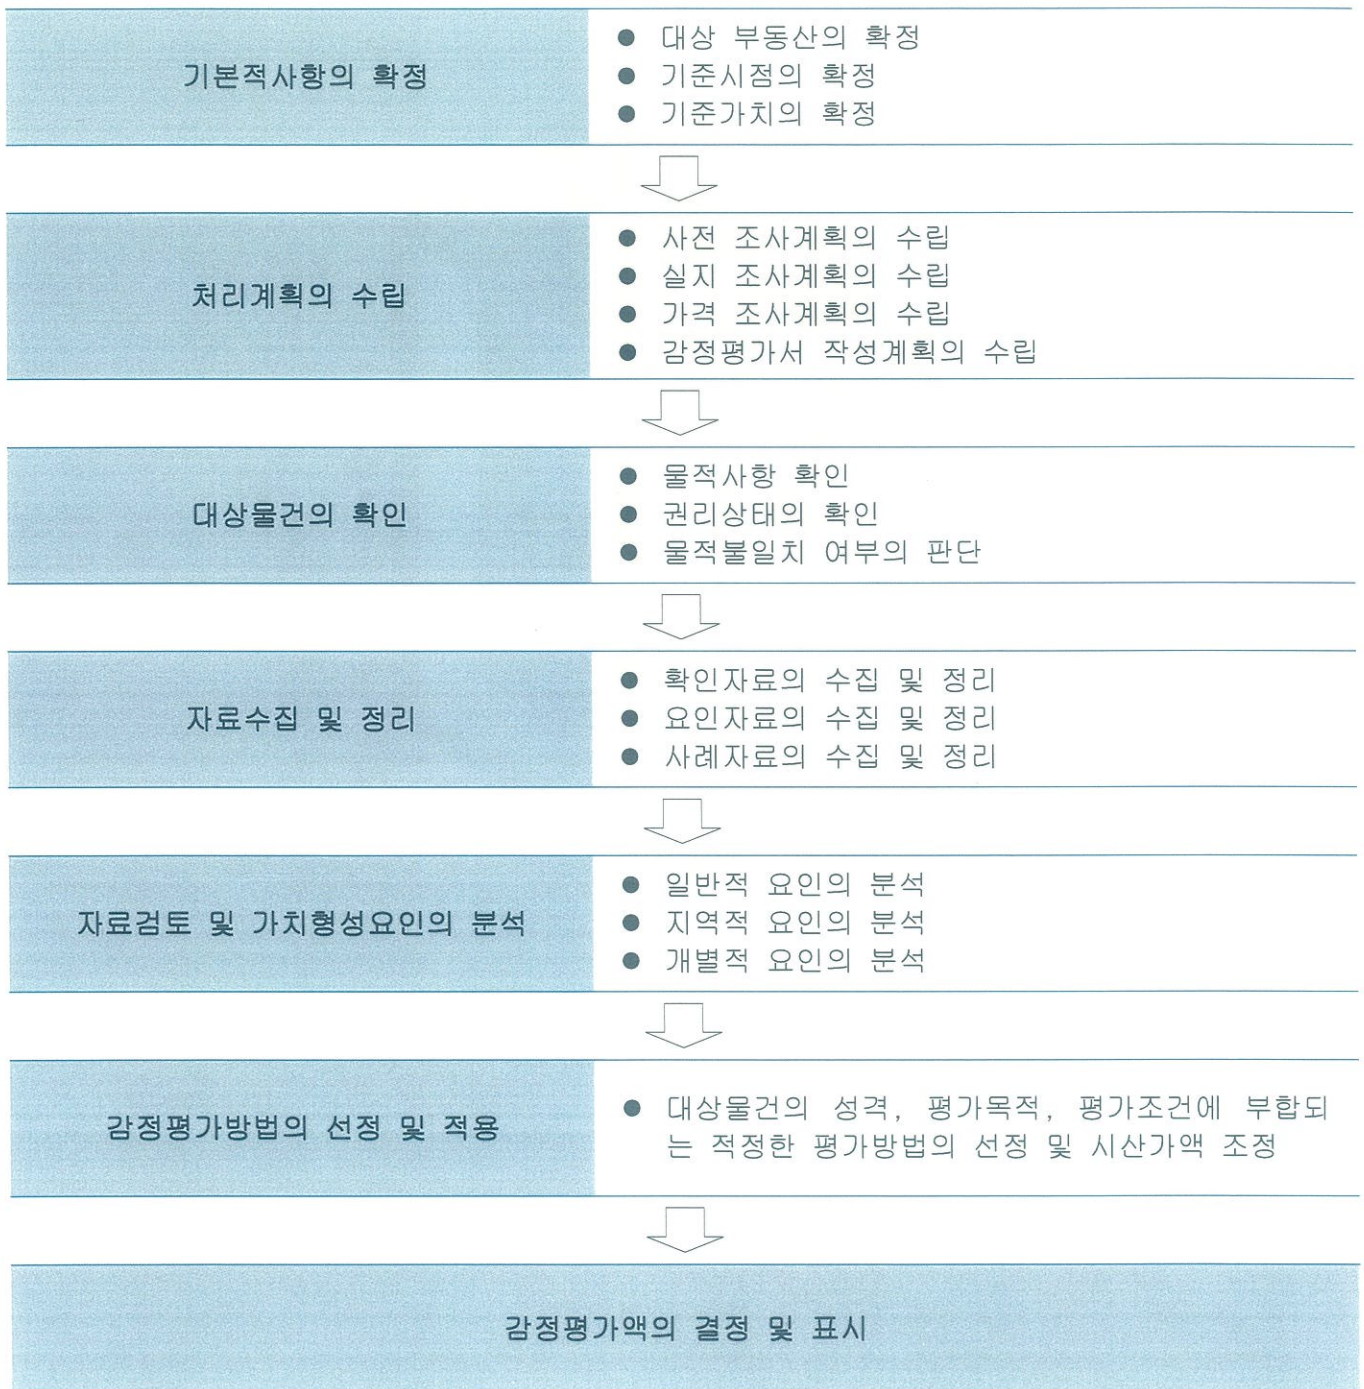 기본적사항의 확정
● 대상 부동산의 확정
● 기준시점의 확정
● 기준가치의 확정
처리계획의 수립
● 사전 조사계획의 수립
● 실지 조사계획의 수립
● 가격 조사계획의 수립
● 감정평가서 작성계획의 수립
대상물건의 확인
● 물적사항 확인
● 권리상태의 확인
● 물적불일치 여부의 판단
자료수집 및 정리
● 확인자료의 수집 및 정리
● 요인자료의 수집 및 정리
● 사례자료의 수집 및 정리
자료검토 및 가치형성요인의 분석
● 일반적 요인의 분석
● 지역적 요인의 분석
● 개별적 요인의 분석
감정평가방법의 선정 및 적용
● 대상물건의 성격, 평가목적, 평가조건에 부합되
는 적정한 평가방법의 선정 및 시산가액 조정
감정평가액의 결정 및 표시